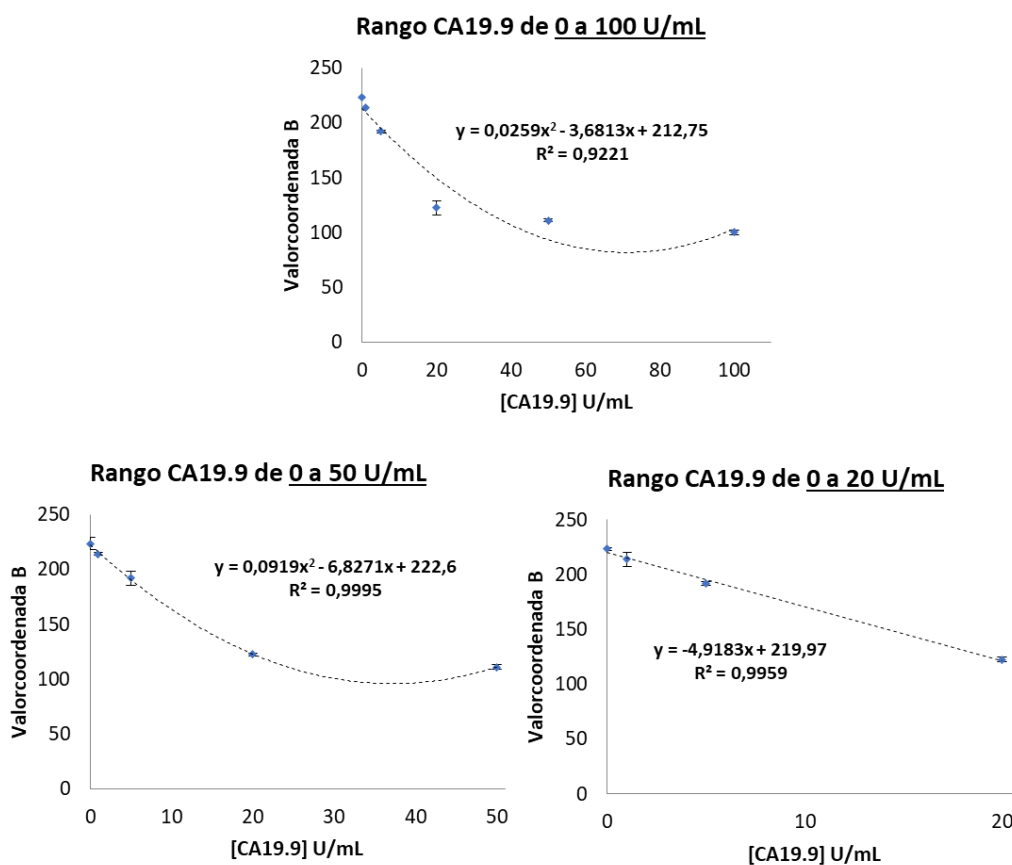 Rango CA19.9 de 0 a 100 U/mL
250
200
150
100
50
0
Valorcoordenada B
y = 0,0259x² - 3,6813x + 212,75
R² = 0,9221
0 20 40 60 80 100
[CA19.9] U/mL
Rango CA19.9 de 0 a 50 U/mL
250
200
150
100
50
0
Valorcoordenada B
y = 0,0919x² - 6,8271x + 222,6
R² = 0,9995
0 10 20 30 40 50
[CA19.9] U/mL
Rango CA19.9 de 0 a 20 U/mL
250
200
150
100
50
0
Valorcoordenada B
y = -4,9183x + 219,97
R² = 0,9959
0 10 20
[CA19.9] U/mL